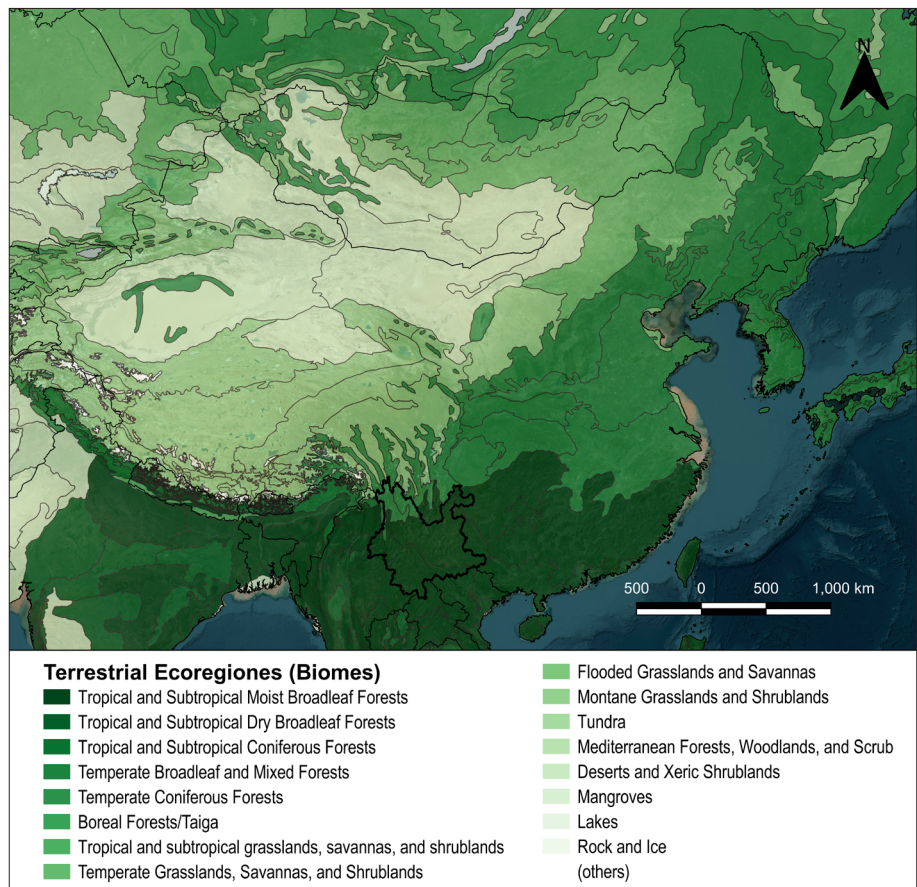 N
500 0 500 1,000 km
Terrestrial Ecoregiones (Biomes)
Tropical and Subtropical Moist Broadleaf Forests
Tropical and Subtropical Dry Broadleaf Forests
Tropical and Subtropical Coniferous Forests
Temperate Broadleaf and Mixed Forests
Temperate Coniferous Forests
Boreal Forests/Taiga
Tropical and subtropical grasslands, savannas, and shrublands
Temperate Grasslands, Savannas, and Shrublands
Flooded Grasslands and Savannas
Montane Grasslands and Shrublands
Tundra
Mediterranean Forests, Woodlands, and Scrub
Deserts and Xeric Shrublands
Mangroves
Lakes
Rock and Ice
(others)